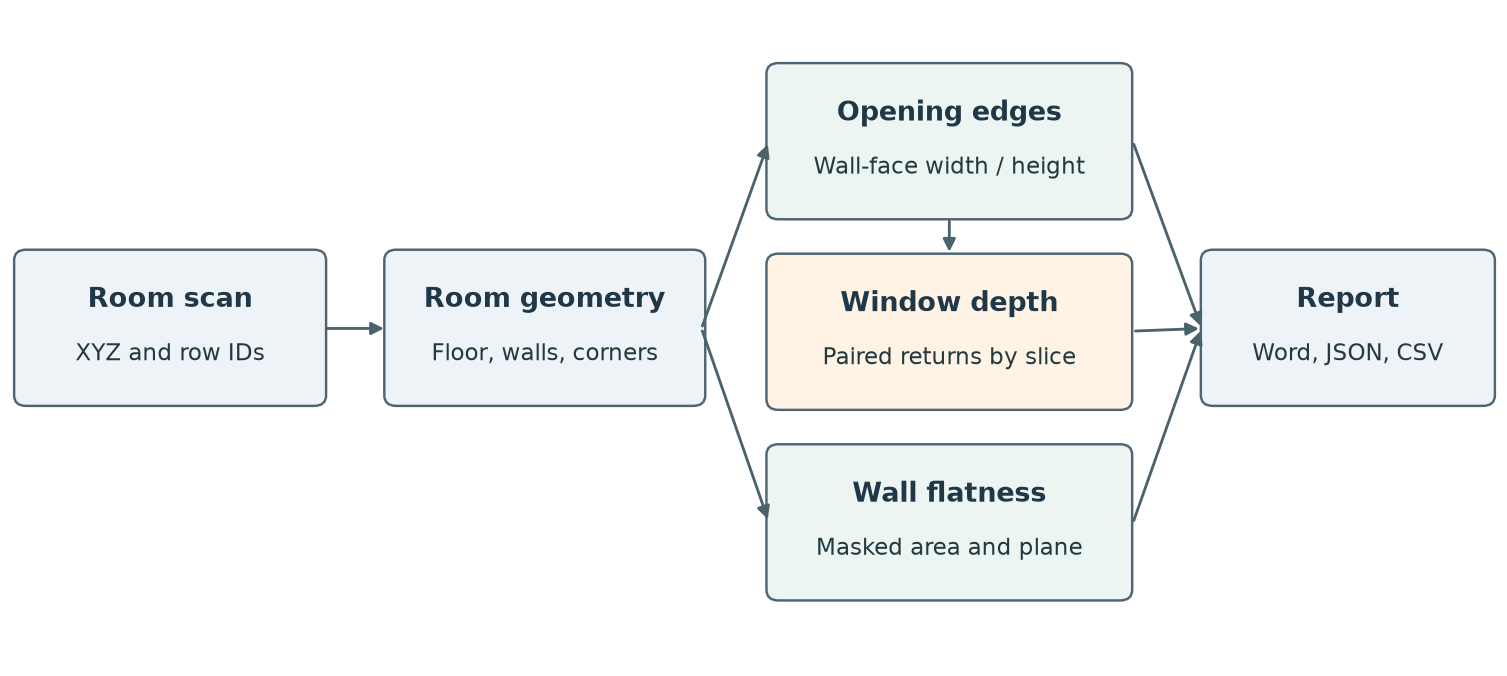 Room scan
XYZ and row IDs
Room geometry
Floor, walls, corners
Opening edges
Wall-face width / height
Window depth
Paired returns by slice
Wall flatness
Masked area and plane
Report
Word, JSON, CSV